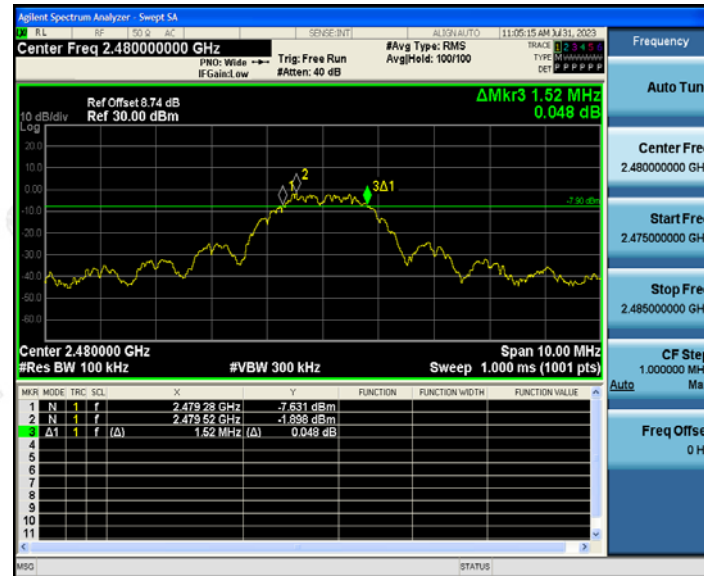 Agilent Spectrum Analyzer - Swept SA
RL RF 50 Ω AC SENSE:INT ALIGNAUTO 11:05:15 AM Jul 31, 2023
Center Freq 2.480000000 GHz
PNO: Wide
IFGain:Low
Trig: Free Run
#Atten: 40 dB
#Avg Type: RMS
Avg|Hold: 100/100
TRACE 1 2 3 4 5 6
TYPE M
DET P P P P P P
Ref Offset 8.74 dB
10 dB/div Ref 30.00 dBm
Log
ΔMkr3 1.52 MHz
0.048 dB
20.0
10.0
0.00
-10.0
-20.0
-30.0
-40.0
-50.0
-60.0
1
2
3Δ1
-7.90 dBm
Center 2.480000 GHz Span 10.00 MHz
#Res BW 100 kHz #VBW 300 kHz Sweep 1.000 ms (1001 pts)
MKR MODE TRC SCL X Y FUNCTION FUNCTION WIDTH FUNCTION VALUE
1 N 1 f 2.479 28 GHz -7.631 dBm
2 N 1 f 2.479 52 GHz -1.898 dBm
3 Δ1 1 f (Δ) 1.52 MHz (Δ) 0.048 dB
4
5
6
7
8
9
10
11
MSG STATUS
Frequency
Auto Tun
Center Fre
2.480000000 GH
Start Fre
2.475000000 GH
Stop Fre
2.485000000 GH
CF Step
1.000000 MH
Auto Ma
Freq Offse
0 H